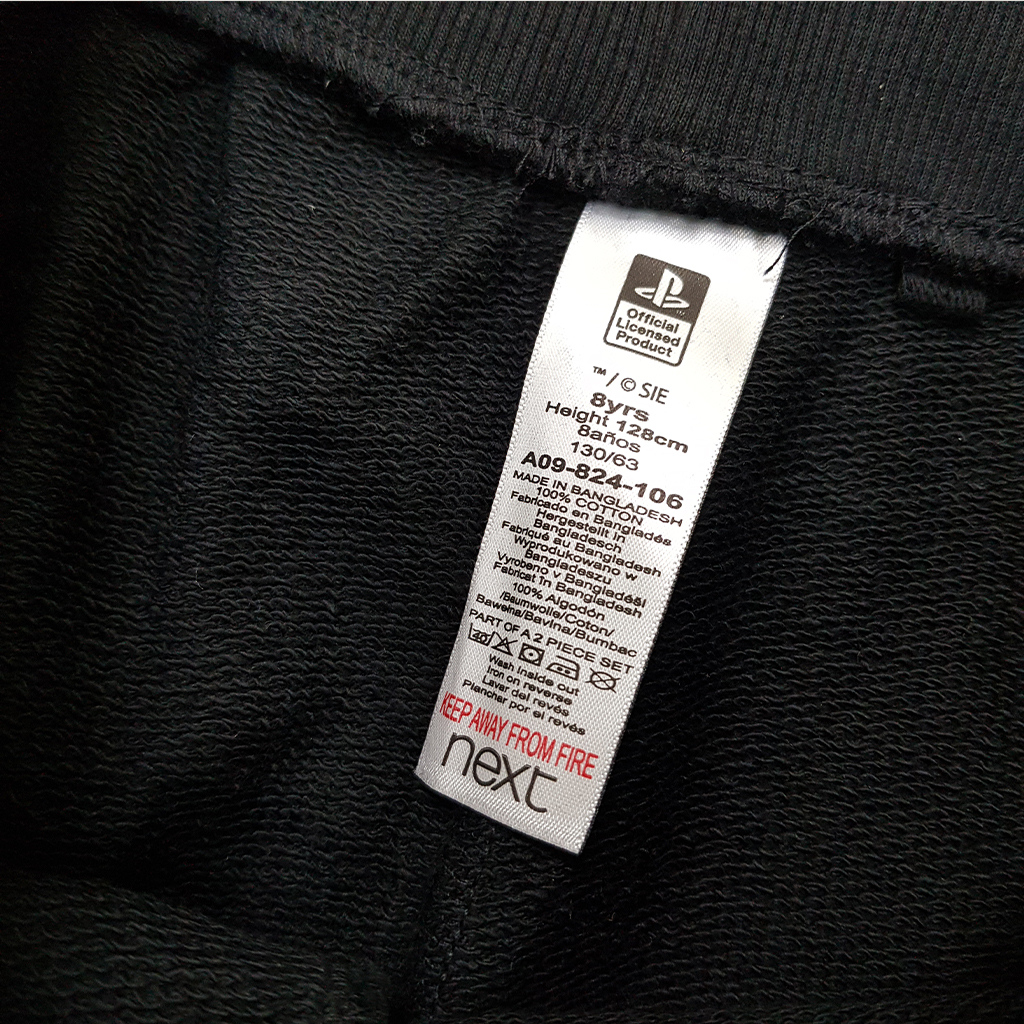 Official
Licensed
Product
™/© SIE
8yrs
Height 128cm
8años
130/63
A09-824-106
MADE IN BANGLADESH
100% COTTON
Fabricado en Bangladés
Hergestellt in
Bangladesch
Fabriqué au Bangladesh
Wyprodukowano w
Bangladeszu
Vyrobeno v Bangladéši
Fabricat în Bangladesh
100% Algodón
/Baumwolle/Coton/
Bawełna/Bavlna/Bumbac
PART OF A 2 PIECE SET
40
Wash inside out
Iron on reverse
Lavar del revés
Planchar por el revés
KEEP AWAY FROM FIRE
next